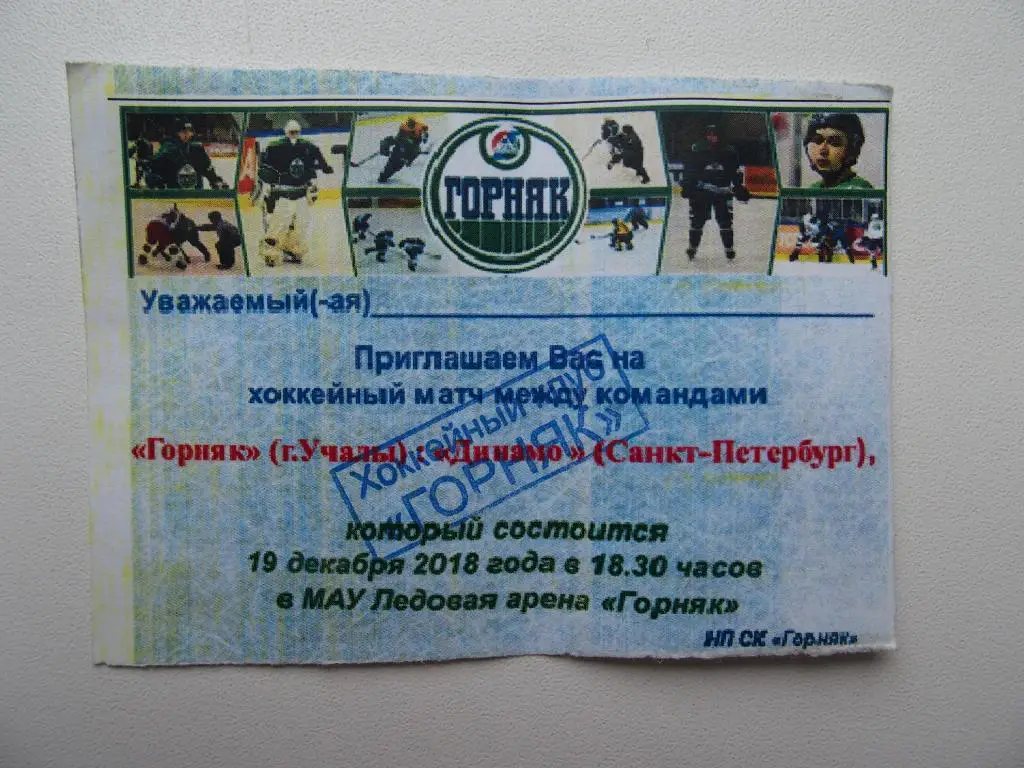 ГОРНЯК
Уважаемый(-ая)
Приглашаем Вас на
хоккейный матч между командами
«Горняк» (г.Учалы) : «Динамо» (Санкт-Петербург),
Хоккейный клуб
«ГОРНЯК»
который состоится
19 декабря 2018 года в 18.30 часов
в МАУ Ледовая арена «Горняк»
НП СК «Горняк»